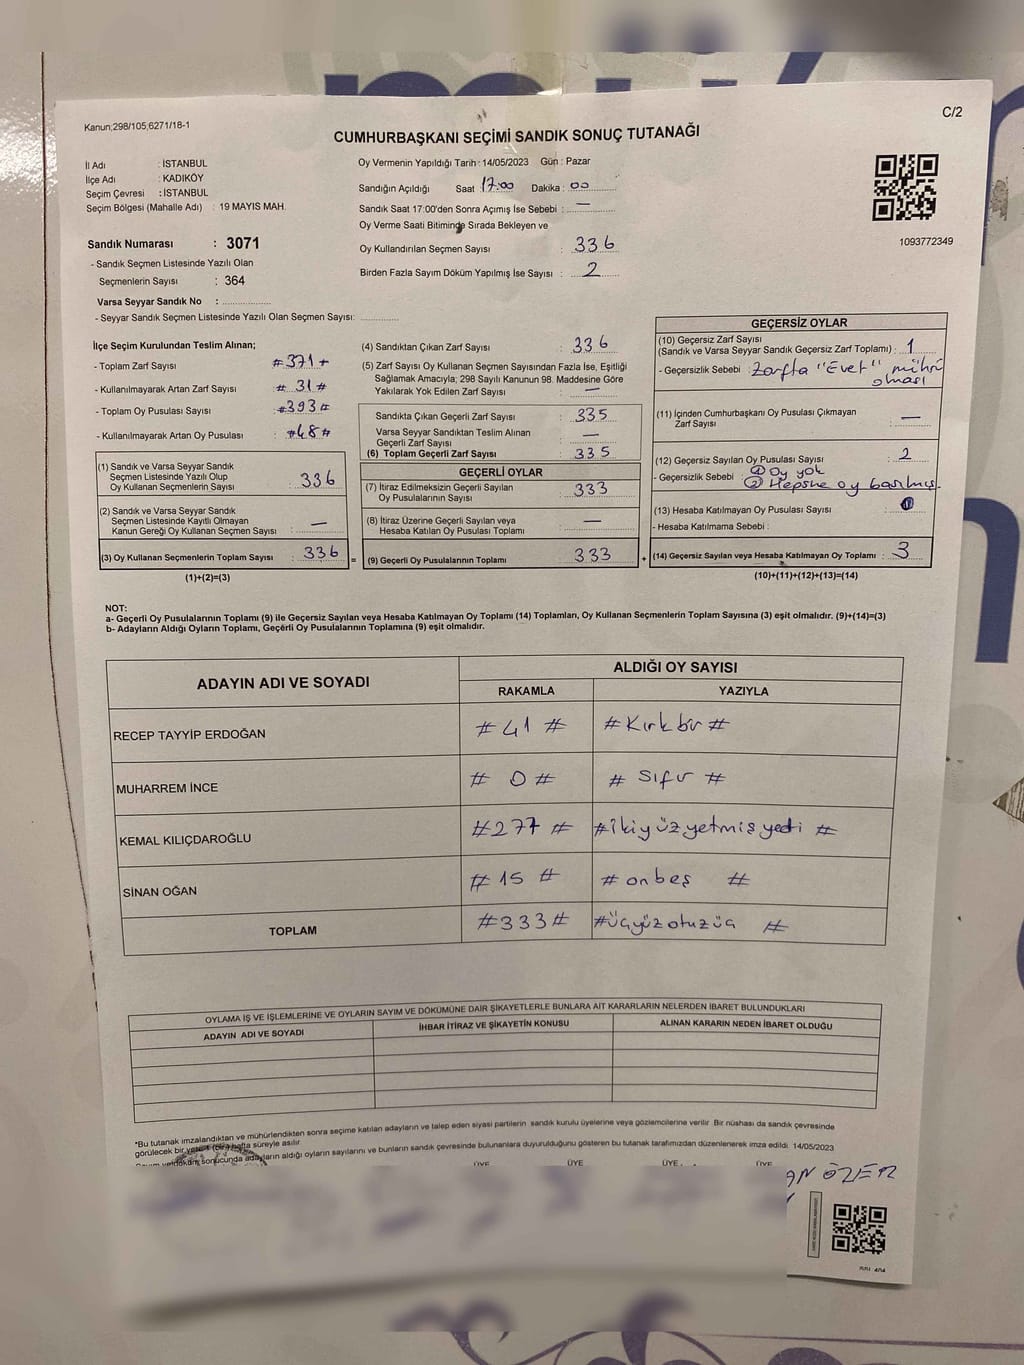 C/2
Kanun;298/105;6271/18-1
CUMHURBAŞKANI SEÇİMİ SANDIK SONUÇ TUTANAĞI
İl Adı : İSTANBUL
İlçe Adı : KADIKÖY
Seçim Çevresi : İSTANBUL
Seçim Bölgesi (Mahalle Adı) : 19 MAYIS MAH.
Sandık Numarası : 3071
- Sandık Seçmen Listesinde Yazılı Olan
Seçmenlerin Sayısı : 364
Varsa Seyyar Sandık No :
- Seyyar Sandık Seçmen Listesinde Yazılı Olan Seçmen Sayısı:
Oy Vermenin Yapıldığı Tarih : 14/05/2023 Gün : Pazar
Sandığın Açıldığı Saat 17:00 Dakika : 00
Sandık Saat 17:00'den Sonra Açımış İse Sebebi : —
Oy Verme Saati Bitiminde Sırada Bekleyen ve
Oy Kullandırılan Seçmen Sayısı : 336
Birden Fazla Sayım Döküm Yapılmış İse Sayısı : 2
1093772349
İlçe Seçim Kurulundan Teslim Alınan;
- Toplam Zarf Sayısı : #371+
- Kullanılmayarak Artan Zarf Sayısı : # 31 #
- Toplam Oy Pusulası Sayısı : #393#
- Kullanılmayarak Artan Oy Pusulası : #48#
(1) Sandık ve Varsa Seyyar Sandık
Seçmen Listesinde Yazılı Olup
Oy Kullanan Seçmenlerin Sayısı : 336
(2) Sandık ve Varsa Seyyar Sandık
Seçmen Listesinde Kayıtlı Olmayan
Kanun Gereği Oy Kullanan Seçmen Sayısı : —
(3) Oy Kullanan Seçmenlerin Toplam Sayısı : 336 =
(1)+(2)=(3)
(4) Sandıktan Çıkan Zarf Sayısı : 336
(5) Zarf Sayısı Oy Kullanan Seçmen Sayısından Fazla İse, Eşitliği
Sağlamak Amacıyla; 298 Sayılı Kanunun 98. Maddesine Göre
Yakılarak Yok Edilen Zarf Sayısı : —
Sandıkta Çıkan Geçerli Zarf Sayısı : 335
Varsa Seyyar Sandıktan Teslim Alınan
Geçerli Zarf Sayısı : —
(6) Toplam Geçerli Zarf Sayısı : 335
GEÇERLİ OYLAR
(7) İtiraz Edilmeksizin Geçerli Sayılan
Oy Pusulalarının Sayısı : 333
(8) İtiraz Üzerine Geçerli Sayılan veya
Hesaba Katılan Oy Pusulası Toplamı : —
(9) Geçerli Oy Pusulalarının Toplamı : 333 +
GEÇERSİZ OYLAR
(10) Geçersiz Zarf Sayısı
(Sandık ve Varsa Seyyar Sandık Geçersiz Zarf Toplamı) : 1
- Geçersizlik Sebebi : Zarfta "Evet" mührü
olması
(11) İçinden Cumhurbaşkanı Oy Pusulası Çıkmayan
Zarf Sayısı : —
(12) Geçersiz Sayılan Oy Pusulası Sayısı : 2
- Geçersizlik Sebebi : ① Oy yok
② Hepsine oy basılmış.
(13) Hesaba Katılmayan Oy Pusulası Sayısı :
- Hesaba Katılmama Sebebi :
(14) Geçersiz Sayılan veya Hesaba Katılmayan Oy Toplamı : 3
(10)+(11)+(12)+(13)=(14)
NOT:
a- Geçerli Oy Pusulalarının Toplamı (9) ile Geçersiz Sayılan veya Hesaba Katılmayan Oy Toplamı (14) Toplamları, Oy Kullanan Seçmenlerin Toplam Sayısına (3) eşit olmalıdır. (9)+(14)=(3)
b- Adayların Aldığı Oyların Toplamı, Geçerli Oy Pusulalarının Toplamına (9) eşit olmalıdır.
ADAYIN ADI VE SOYADI ALDIĞI OY SAYISI
RAKAMLA YAZIYLA
RECEP TAYYİP ERDOĞAN # 41 # # Kırkbir #
MUHARREM İNCE # 0 # # Sıfır #
KEMAL KILIÇDAROĞLU #277 # #ikiyüzyetmişyedi #
SİNAN OĞAN # 15 # # onbeş #
TOPLAM #333# #üçyüzotuzüç #
OYLAMA İŞ VE İŞLEMLERİNE VE OYLARIN SAYIM VE DÖKÜMÜNE DAİR ŞİKAYETLERLE BUNLARA AİT KARARLARIN NELERDEN İBARET BULUNDUKLARI
ADAYIN ADI VE SOYADI İHBAR İTİRAZ VE ŞİKAYETİN KONUSU ALINAN KARARIN NEDEN İBARET OLDUĞU
*Bu tutanak imzalandıktan ve mühürlendikten sonra seçime katılan adayların ve talep eden siyasi partilerin sandık kurulu üyelerine veya gözlemcilerine verilir. Bir nüshası da sandık çevresinde
görülecek bir yere 1 (bir) hafta süreyle asılır.
sonucunda adayların aldığı oyların sayılarını ve bunların sandık çevresinde bulunanlara duyurulduğunu gösteren bu tutanak tarafımızdan düzenlenerek imza edildi. 14/05/2023
ÜYE ÜYE ÜYE ÜYE
ÖZER